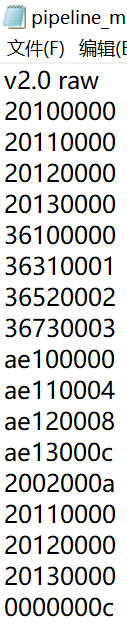 pipeline_m
文件(F) 编辑(E
v2.0 raw
20100000
20110000
20120000
20130000
36100000
36310001
36520002
36730003
ae100000
ae110004
ae120008
ae13000c
2002000a
20110000
20120000
20130000
0000000c